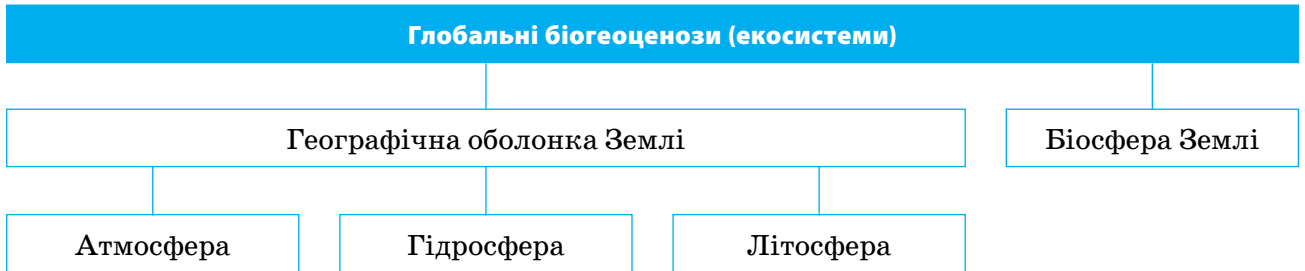 Глобальні біогеоценози (екосистеми)
Географічна оболонка Землі
Біосфера Землі
Атмосфера
Гідросфера
Літосфера